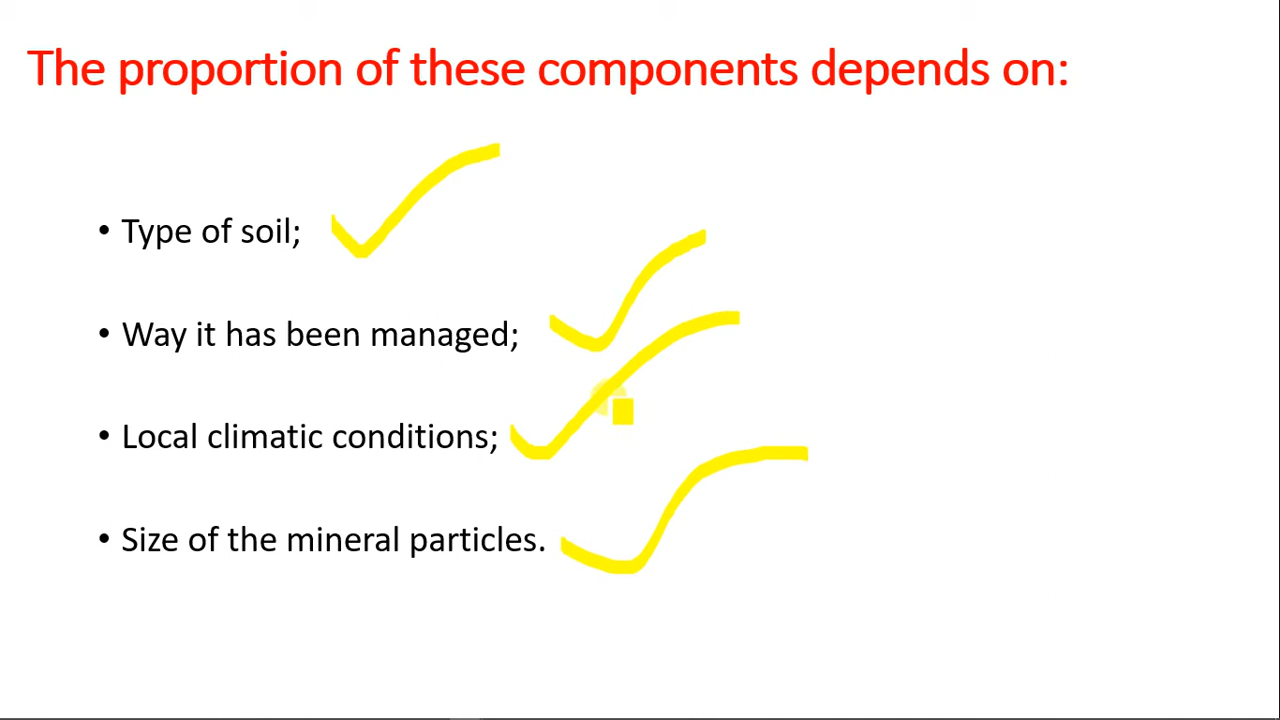 The proportion of these components depends on:
• Type of soil;
• Way it has been managed;
• Local climatic conditions;
• Size of the mineral particles.